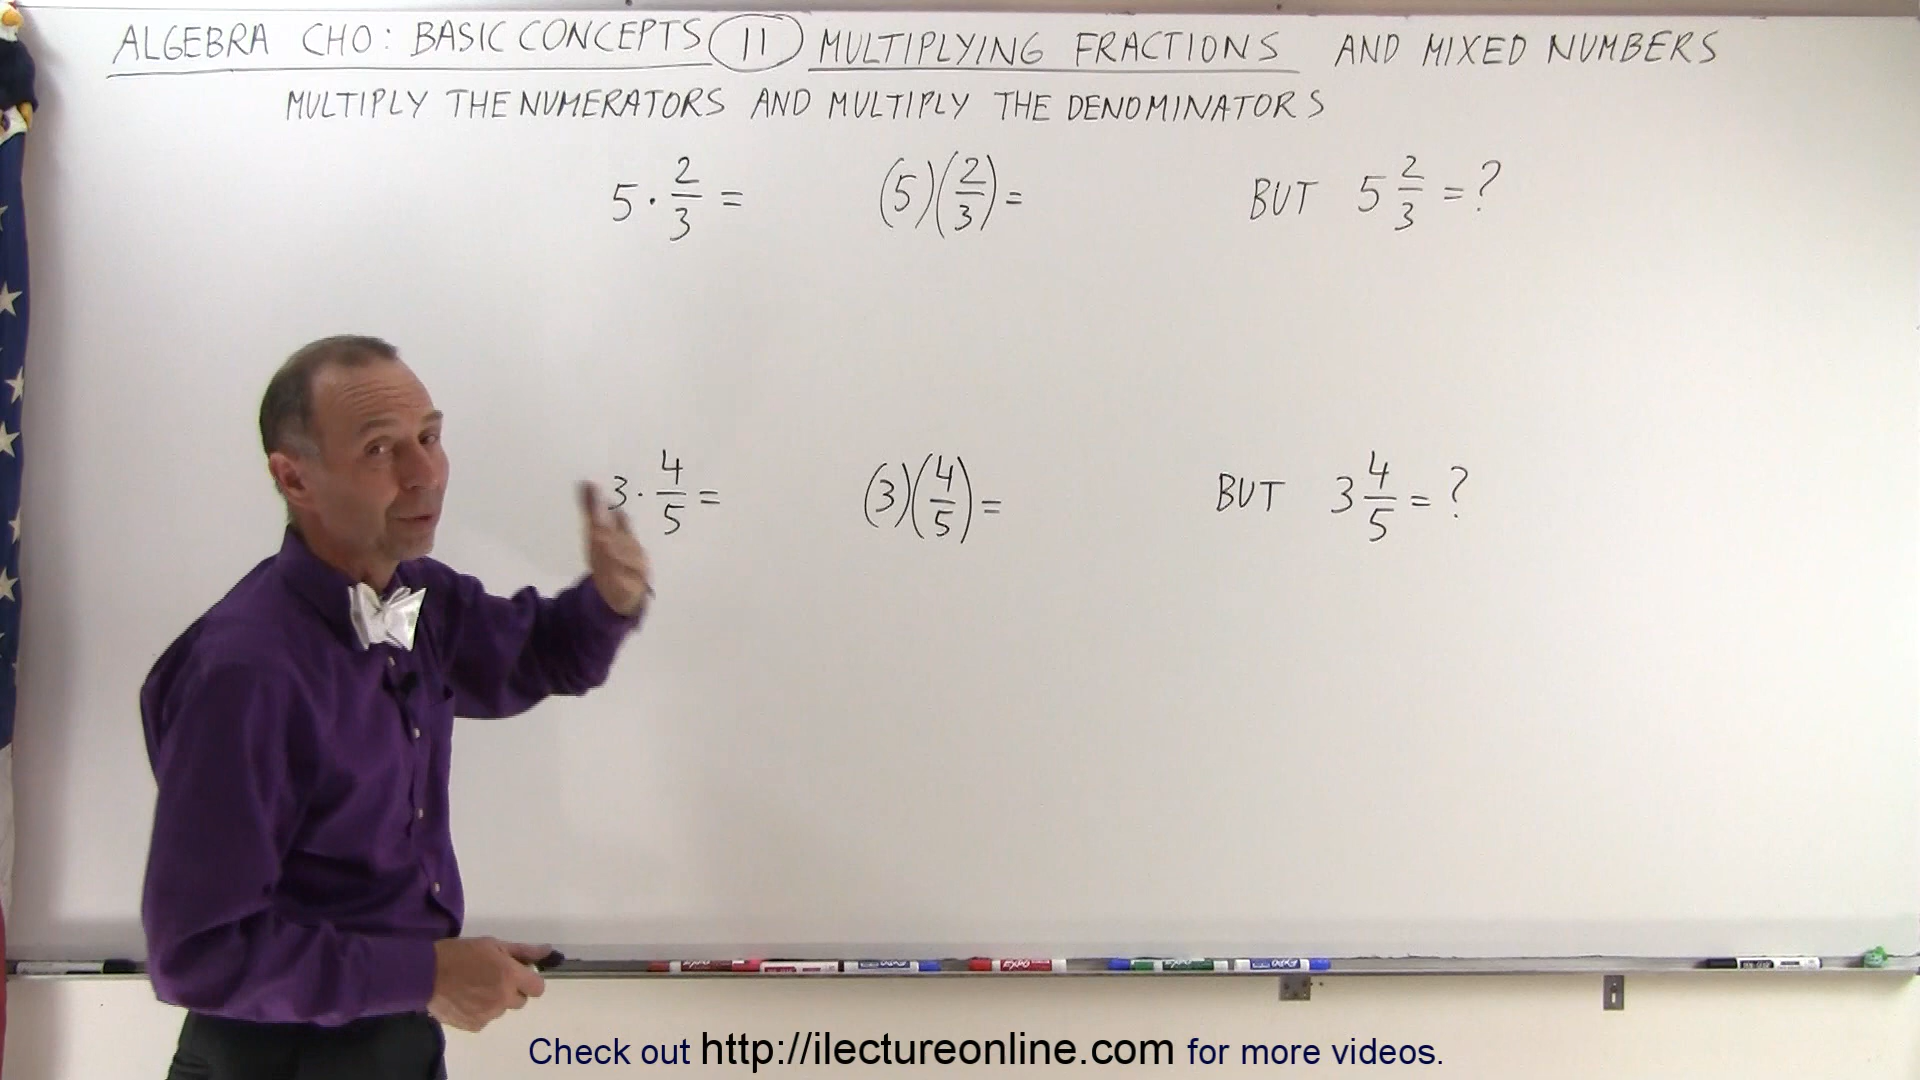 ALGEBRA CHO: BASIC CONCEPTS 11 MULTIPLYING FRACTIONS AND MIXED NUMBERS
MULTIPLY THE NUMERATORS AND MULTIPLY THE DENOMINATORS
5 · 2/3 = (5)(2/3) = BUT 5 2/3 = ?
3 · 4/5 = (3)(4/5) = BUT 3 4/5 = ?
EXPO
Check out http://ilectureonline.com for more videos.